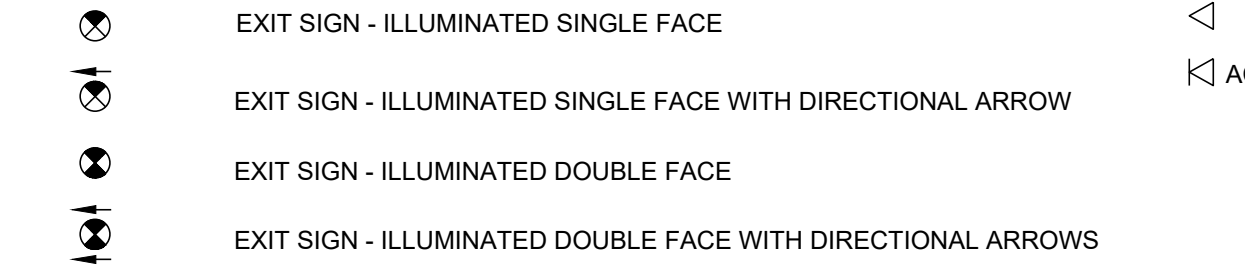 EXIT SIGN - ILLUMINATED SINGLE FACE
EXIT SIGN - ILLUMINATED SINGLE FACE WITH DIRECTIONAL ARROW
EXIT SIGN - ILLUMINATED DOUBLE FACE
EXIT SIGN - ILLUMINATED DOUBLE FACE WITH DIRECTIONAL ARROWS